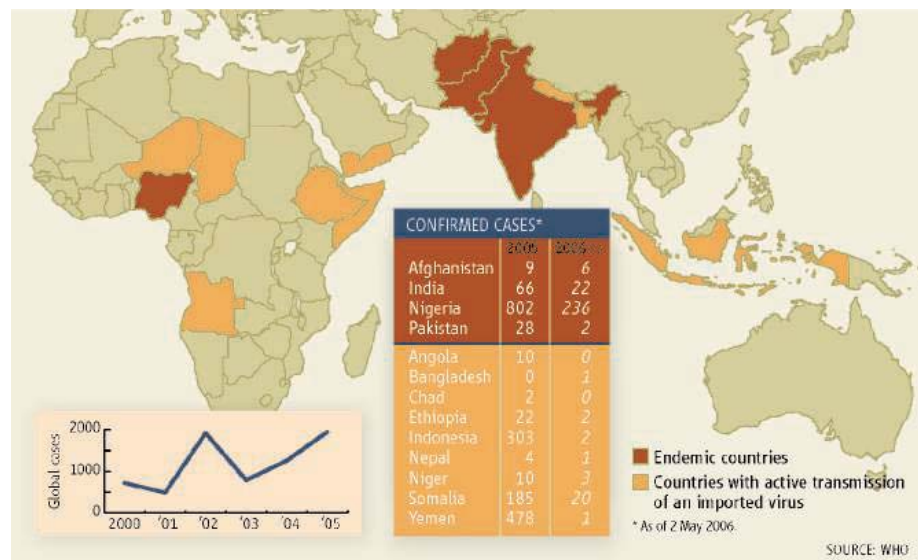 CONFIRMED CASES*
2005 2006
Afghanistan 9 6
India 66 22
Nigeria 802 236
Pakistan 28 2
Angola 10 0
Bangladesh 0 1
Chad 2 0
Ethiopia 22 2
Indonesia 303 2
Nepal 4 1
Niger 10 3
Somalia 185 20
Yemen 478 1
Global cases
2000
1000
0
2000 '01 '02 '03 '04 '05
Endemic countries
Countries with active transmission
of an imported virus
* As of 2 May 2006.
SOURCE: WHO